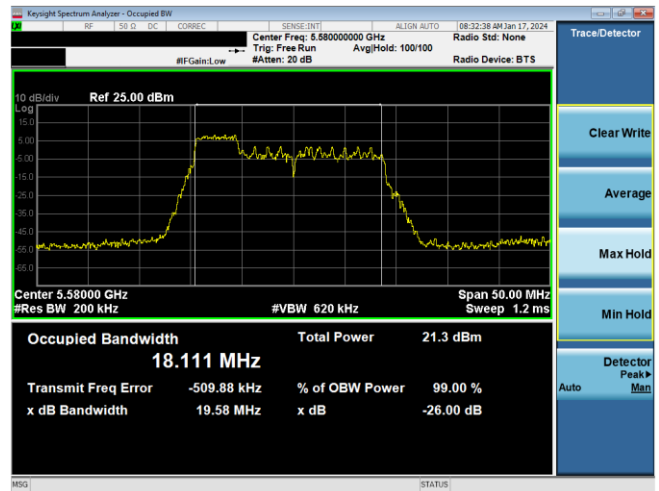 Keysight Spectrum Analyzer - Occupied BW
RF 50 Ω DC CORREC SENSE:INT ALIGN AUTO 08:32:38 AM Jan 17, 2024
Center Freq: 5.580000000 GHz Radio Std: None
Trig: Free Run Avg|Hold: 100/100
#IFGain:Low #Atten: 20 dB Radio Device: BTS
Trace/Detector
10 dB/div Ref 25.00 dBm
Log
15.0
5.00
-5.00
-15.0
-25.0
-35.0
-45.0
-55.0
-65.0
Center 5.58000 GHz Span 50.00 MHz
#Res BW 200 kHz #VBW 620 kHz Sweep 1.2 ms
Occupied Bandwidth Total Power 21.3 dBm
18.111 MHz
Transmit Freq Error -509.88 kHz % of OBW Power 99.00 %
x dB Bandwidth 19.58 MHz x dB -26.00 dB
Clear Write
Average
Max Hold
Min Hold
Detector
Peak▶
Auto Man
MSG STATUS